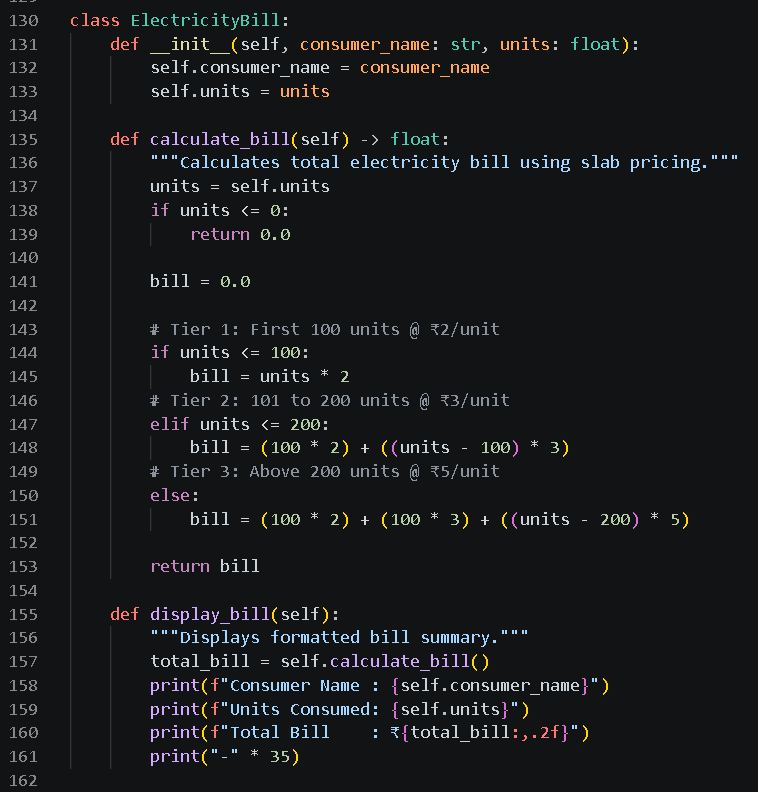 130 class ElectricityBill:
131     def __init__(self, consumer_name: str, units: float):
132         self.consumer_name = consumer_name
133         self.units = units
134
135     def calculate_bill(self) -> float:
136         """Calculates total electricity bill using slab pricing."""
137         units = self.units
138         if units <= 0:
139             return 0.0
140
141         bill = 0.0
142
143         # Tier 1: First 100 units @ ₹2/unit
144         if units <= 100:
145             bill = units * 2
146         # Tier 2: 101 to 200 units @ ₹3/unit
147         elif units <= 200:
148             bill = (100 * 2) + ((units - 100) * 3)
149         # Tier 3: Above 200 units @ ₹5/unit
150         else:
151             bill = (100 * 2) + (100 * 3) + ((units - 200) * 5)
152
153         return bill
154
155     def display_bill(self):
156         """Displays formatted bill summary."""
157         total_bill = self.calculate_bill()
158         print(f"Consumer Name : {self.consumer_name}")
159         print(f"Units Consumed: {self.units}")
160         print(f"Total Bill    : ₹{total_bill:,.2f}")
161         print("-" * 35)
162